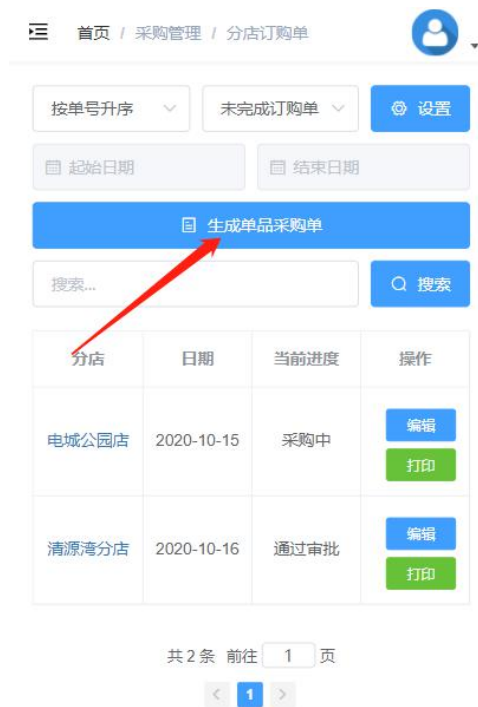 首页 / 采购管理 / 分店订购单
按单号升序 未完成订购单 设置
起始日期 结束日期
生成单品采购单
搜索... 搜索
分店 日期 当前进度 操作
电城公园店 2020-10-15 采购中 编辑
打印
清源湾分店 2020-10-16 通过审批 编辑
打印
共 2 条 前往 1 页
< 1 >